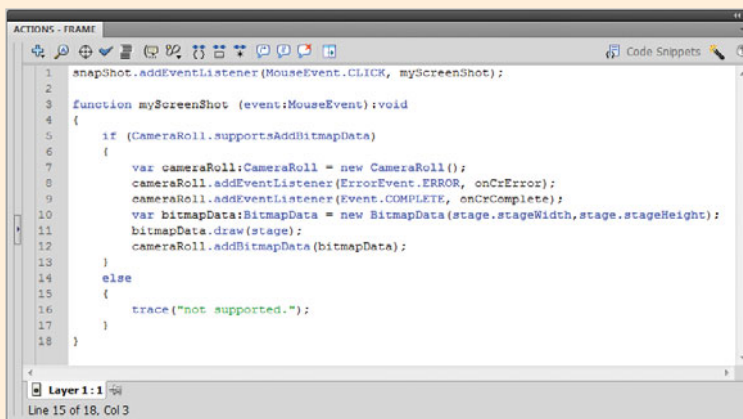 ACTIONS - FRAME
Code Snippets
1 snapShot.addEventListener(MouseEvent.CLICK, myScreenShot);
2
3 function myScreenShot (event:MouseEvent):void
4 {
5 if (CameraRoll.supportsAddBitmapData)
6 {
7 var cameraRoll:CameraRoll = new CameraRoll();
8 cameraRoll.addEventListener(ErrorEvent.ERROR, onCrError);
9 cameraRoll.addEventListener(Event.COMPLETE, onCrComplete);
10 var bitmapData:BitmapData = new BitmapData(stage.stageWidth,stage.stageHeight);
11 bitmapData.draw(stage);
12 cameraRoll.addBitmapData(bitmapData);
13 }
14 else
15 {
16 trace("not supported.");
17 }
18 }
Layer 1 : 1
Line 15 of 18, Col 3